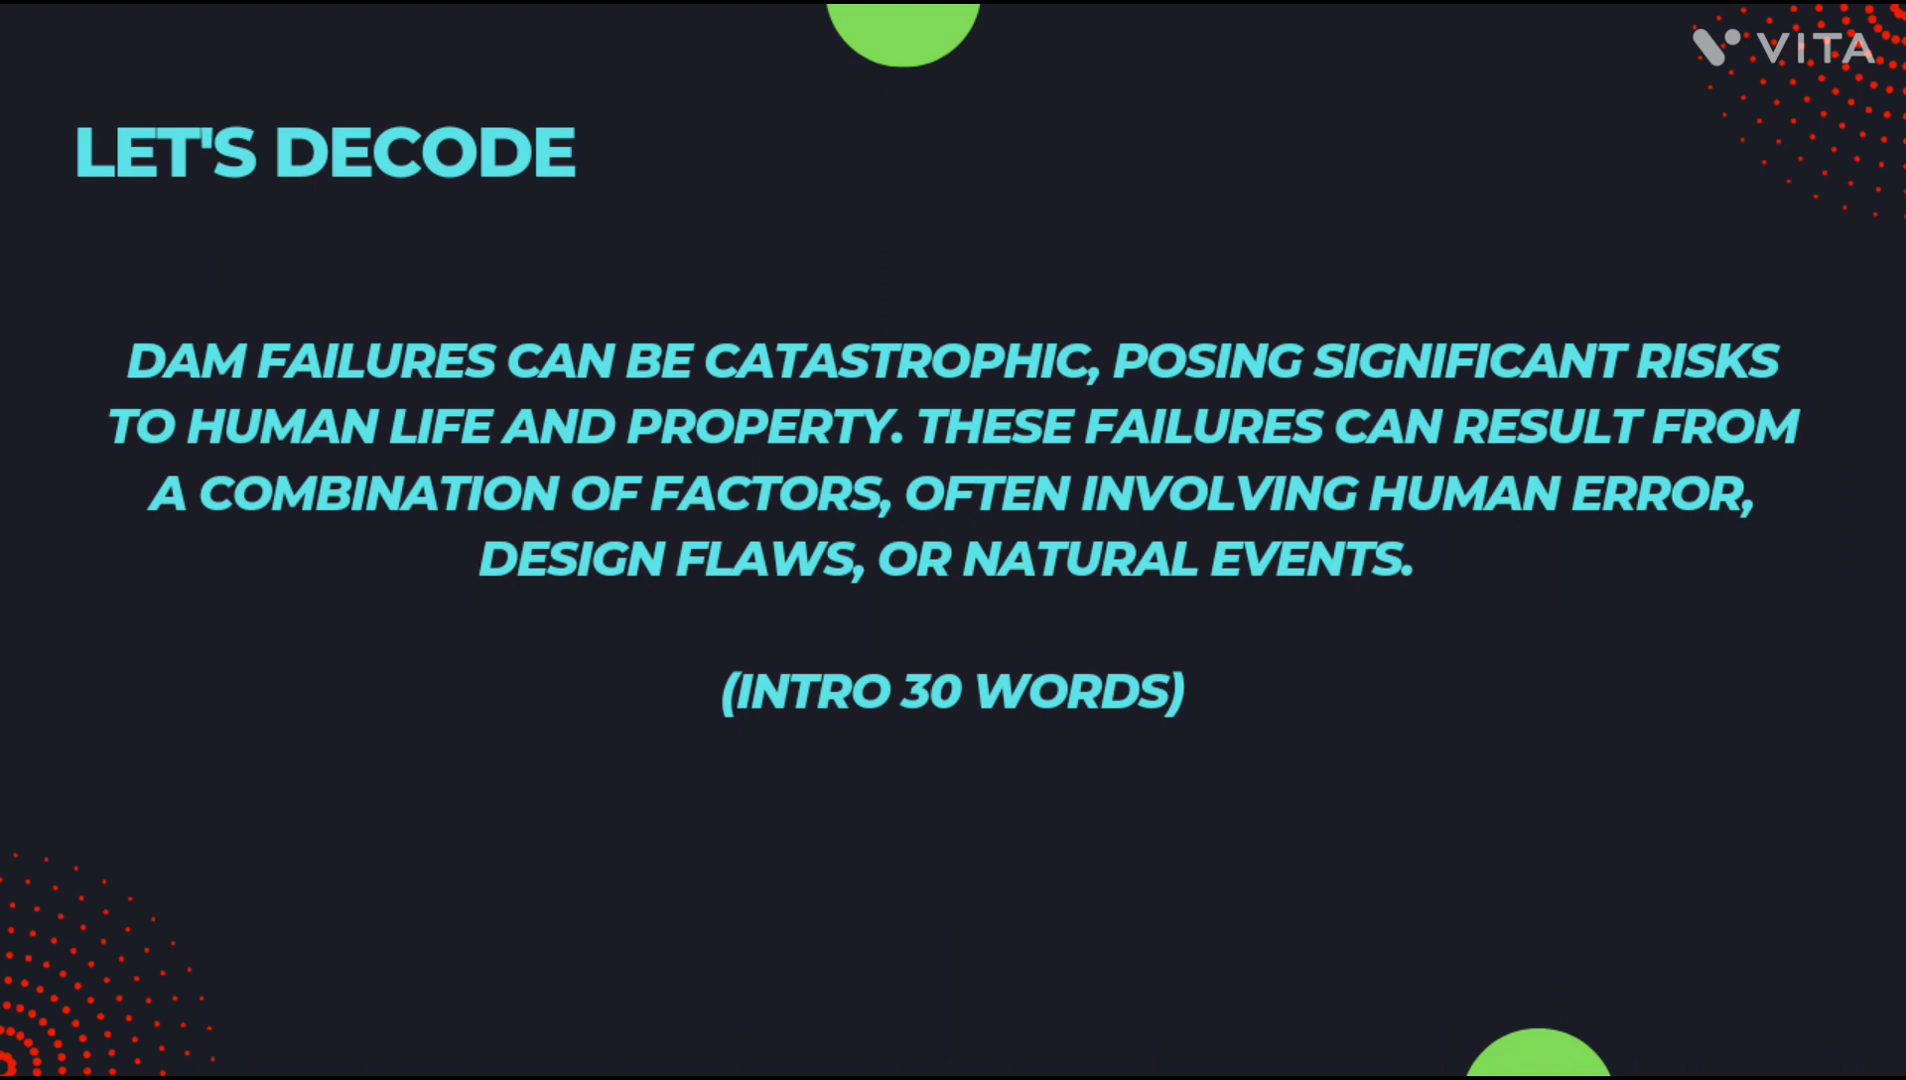 VITA
LET'S DECODE
DAM FAILURES CAN BE CATASTROPHIC, POSING SIGNIFICANT RISKS
TO HUMAN LIFE AND PROPERTY. THESE FAILURES CAN RESULT FROM
A COMBINATION OF FACTORS, OFTEN INVOLVING HUMAN ERROR,
DESIGN FLAWS, OR NATURAL EVENTS.
(INTRO 30 WORDS)